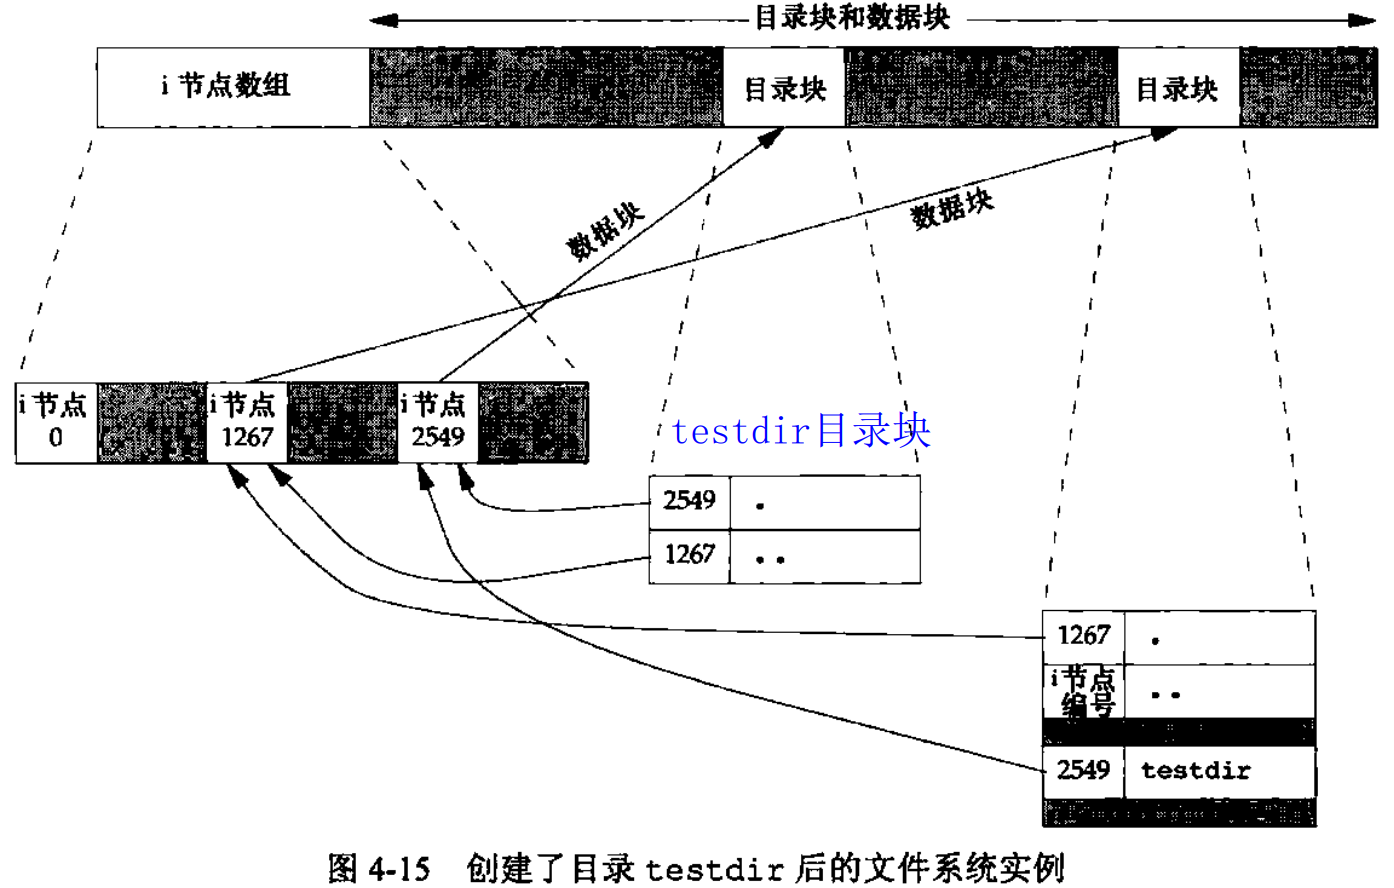 目录块和数据块
i 节点数组
目录块
目录块
数据块
数据块
i 节点
0
i 节点
1267
i 节点
2549
testdir目录块
2549 .
1267 ..
1267 .
i 节点
编号 ..
2549 testdir
图 4-15 创建了目录 testdir 后的文件系统实例